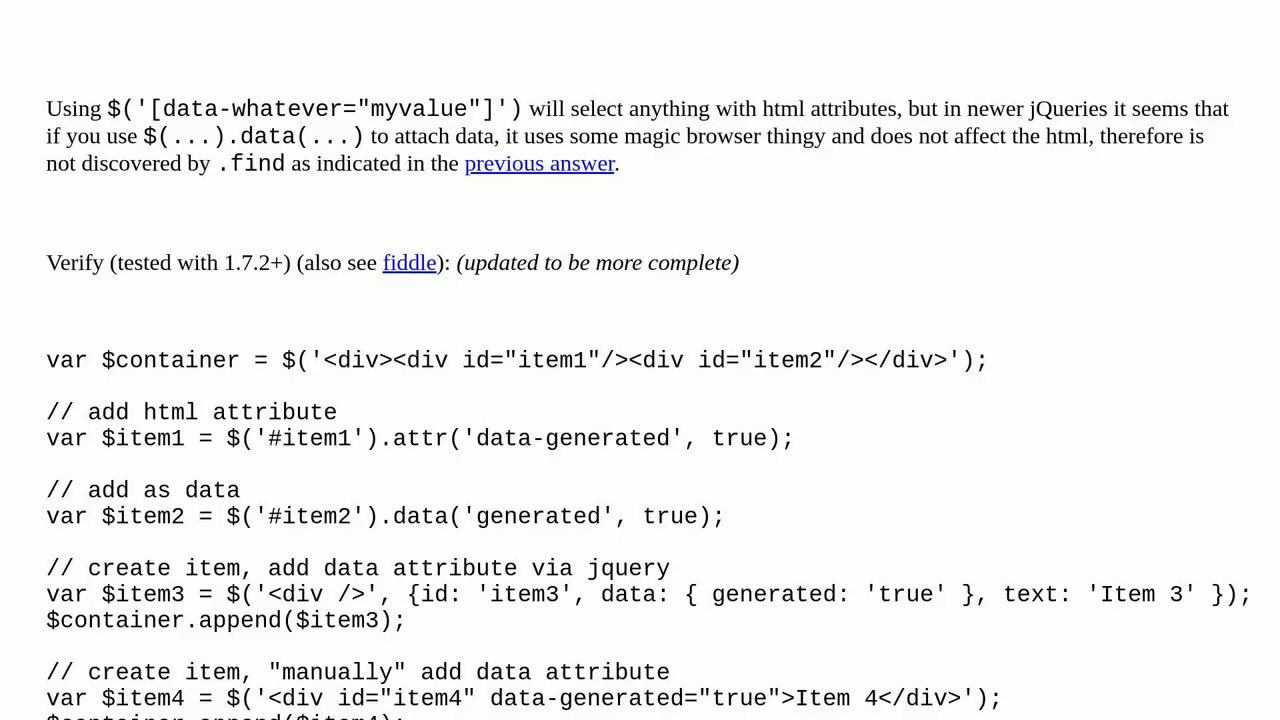 Using $('[data-whatever="myvalue"]') will select anything with html attributes, but in newer jQueries it seems that
if you use $(...).data(...) to attach data, it uses some magic browser thingy and does not affect the html, therefore is
not discovered by .find as indicated in the previous answer.
Verify (tested with 1.7.2+) (also see fiddle): (updated to be more complete)
var $container = $('<div><div id="item1"/><div id="item2"/></div>');
// add html attribute
var $item1 = $('#item1').attr('data-generated', true);
// add as data
var $item2 = $('#item2').data('generated', true);
// create item, add data attribute via jquery
var $item3 = $('<div />', {id: 'item3', data: { generated: 'true' }, text: 'Item 3' });
$container.append($item3);
// create item, "manually" add data attribute
var $item4 = $('<div id="item4" data-generated="true">Item 4</div>');
$container.append($item4);